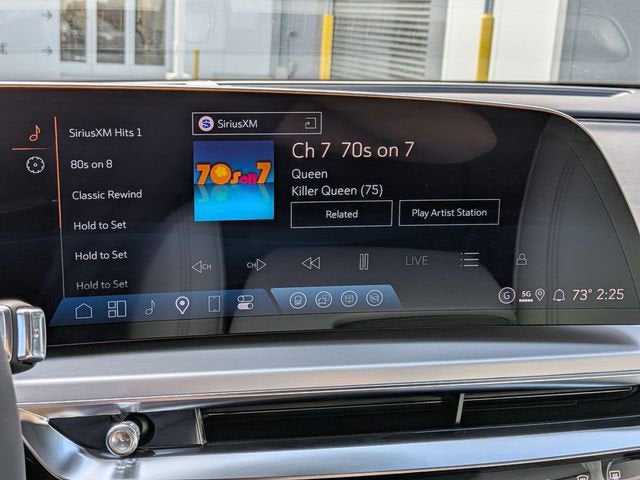 SiriusXM Hits 1
80s on 8
Classic Rewind
Hold to Set
Hold to Set
Hold to Set
SiriusXM
70s on 7
Ch 7 70s on 7
Queen
Killer Queen (75)
Related
Play Artist Station
CH
CH
LIVE
G 5G 73° 2:25